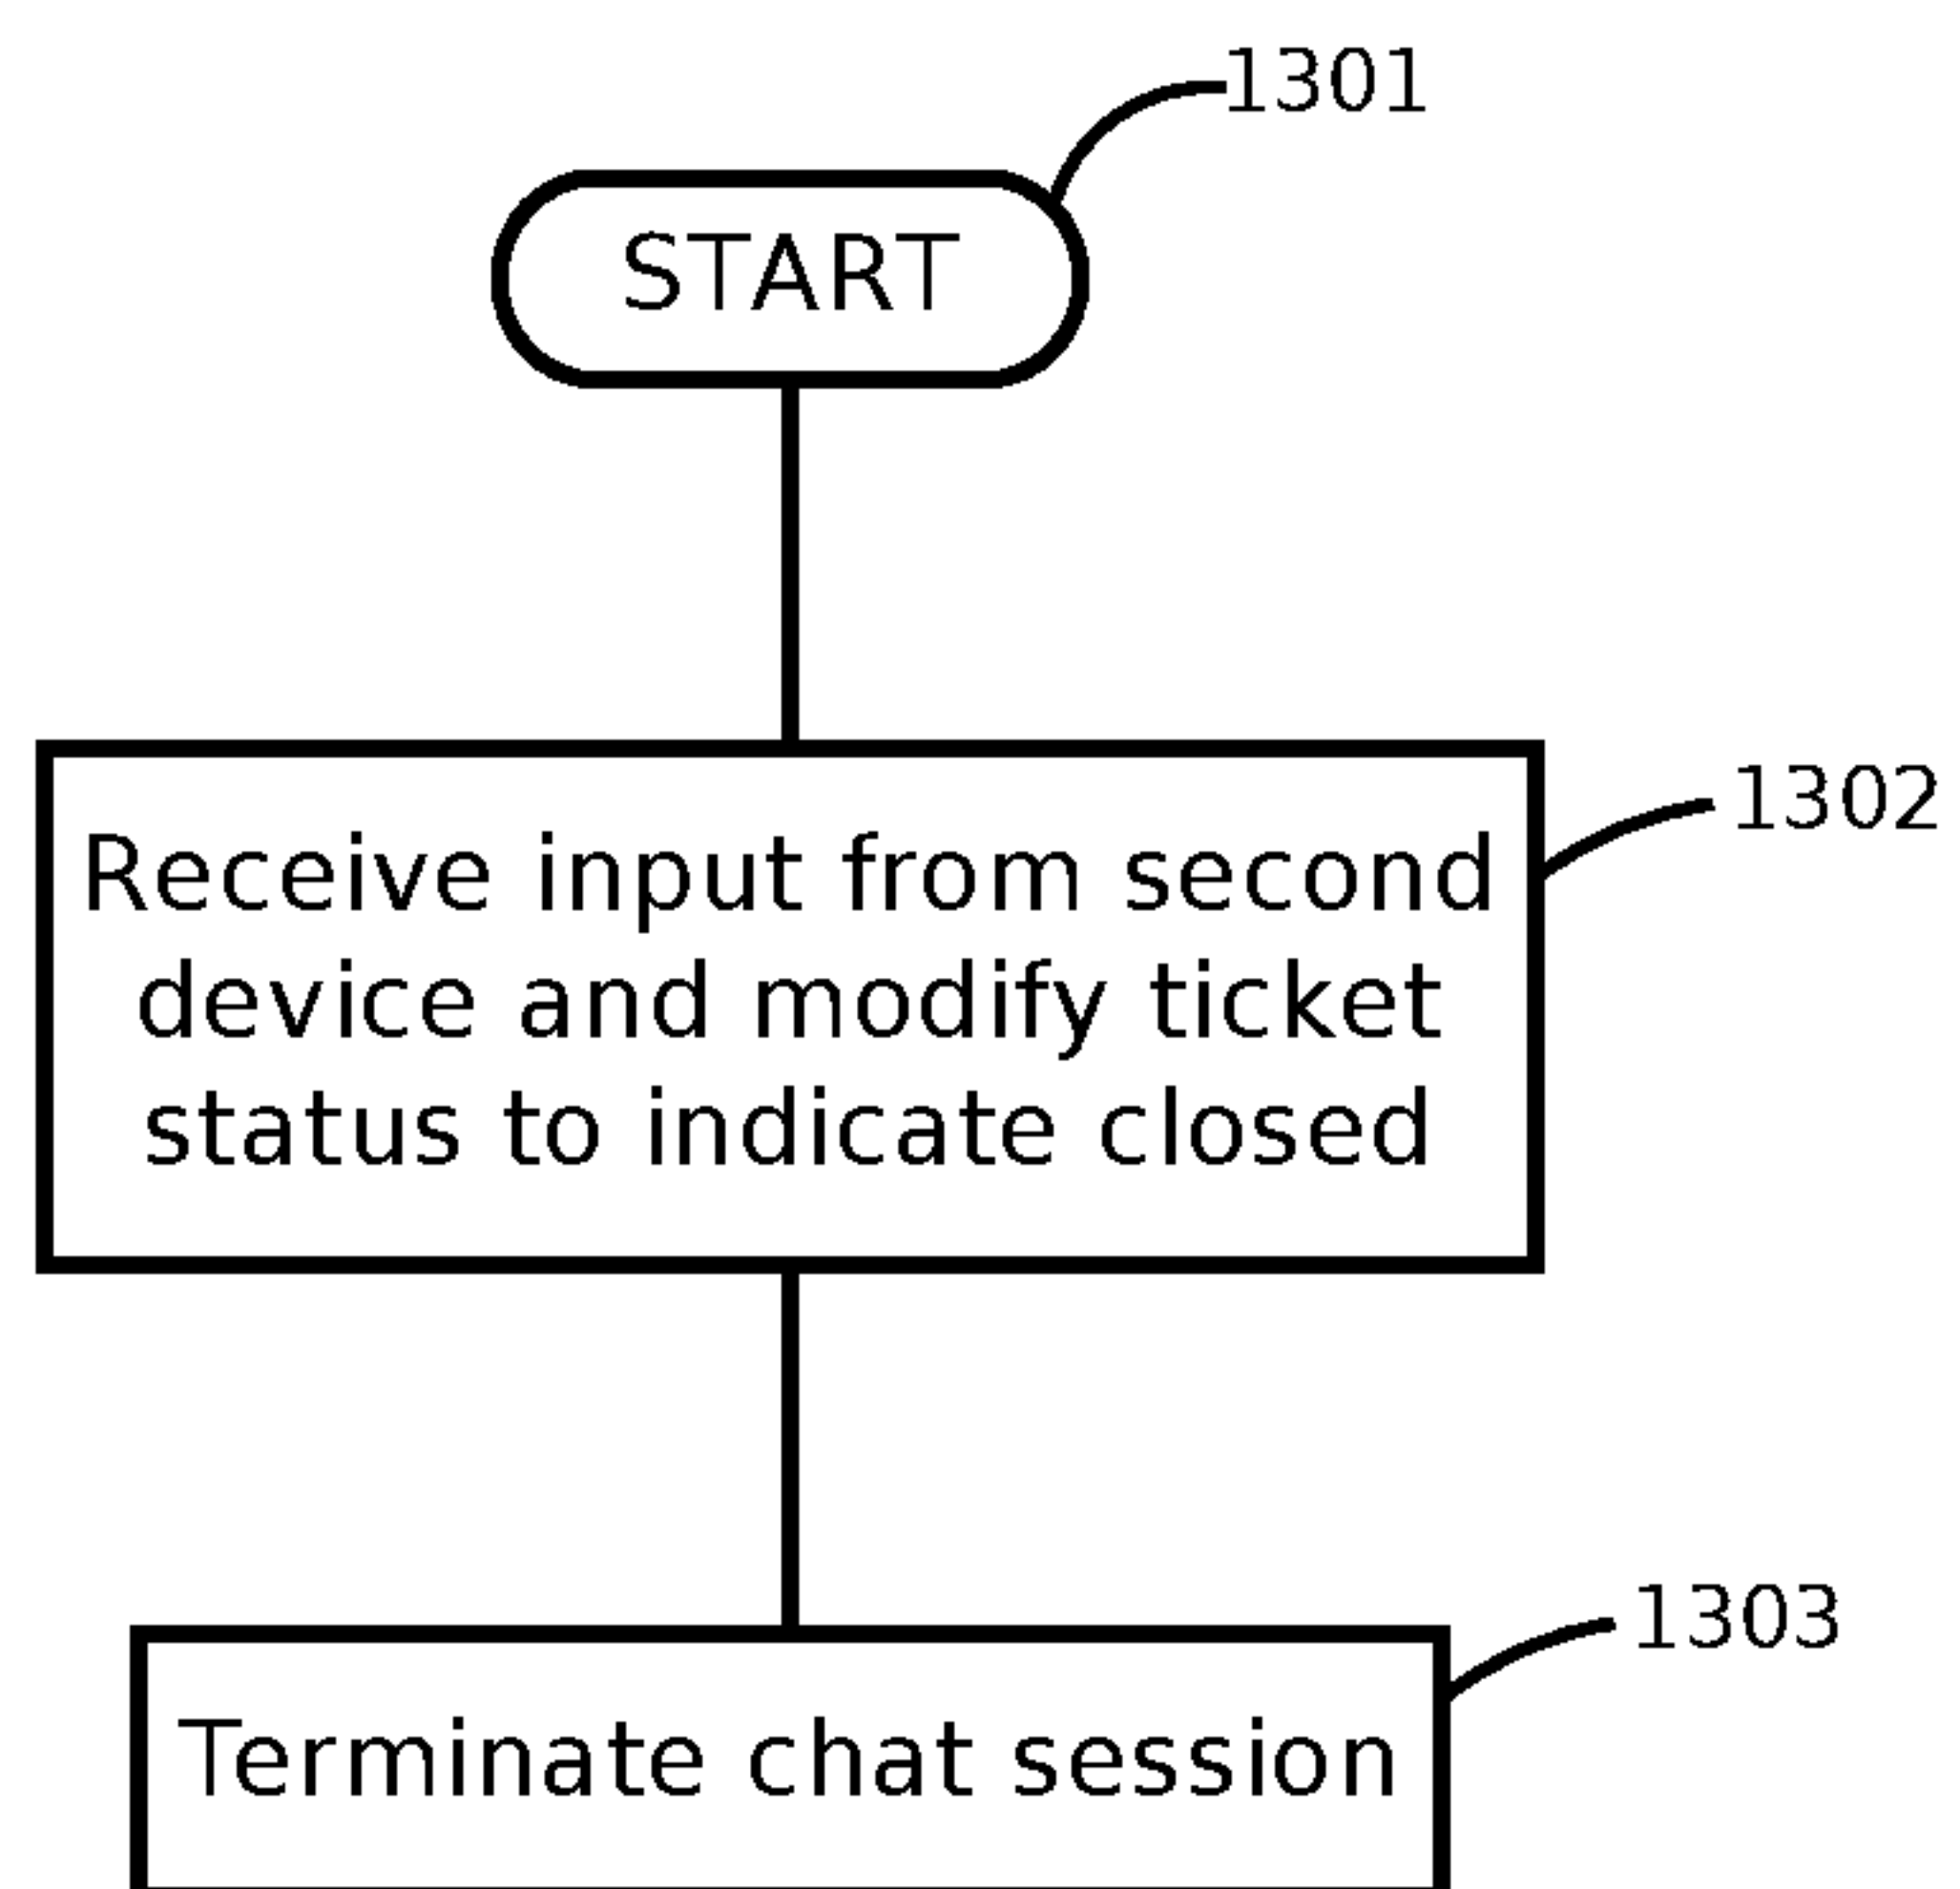 1301
START
1302
Receive input from second
device and modify ticket
status to indicate closed
1303
Terminate chat session